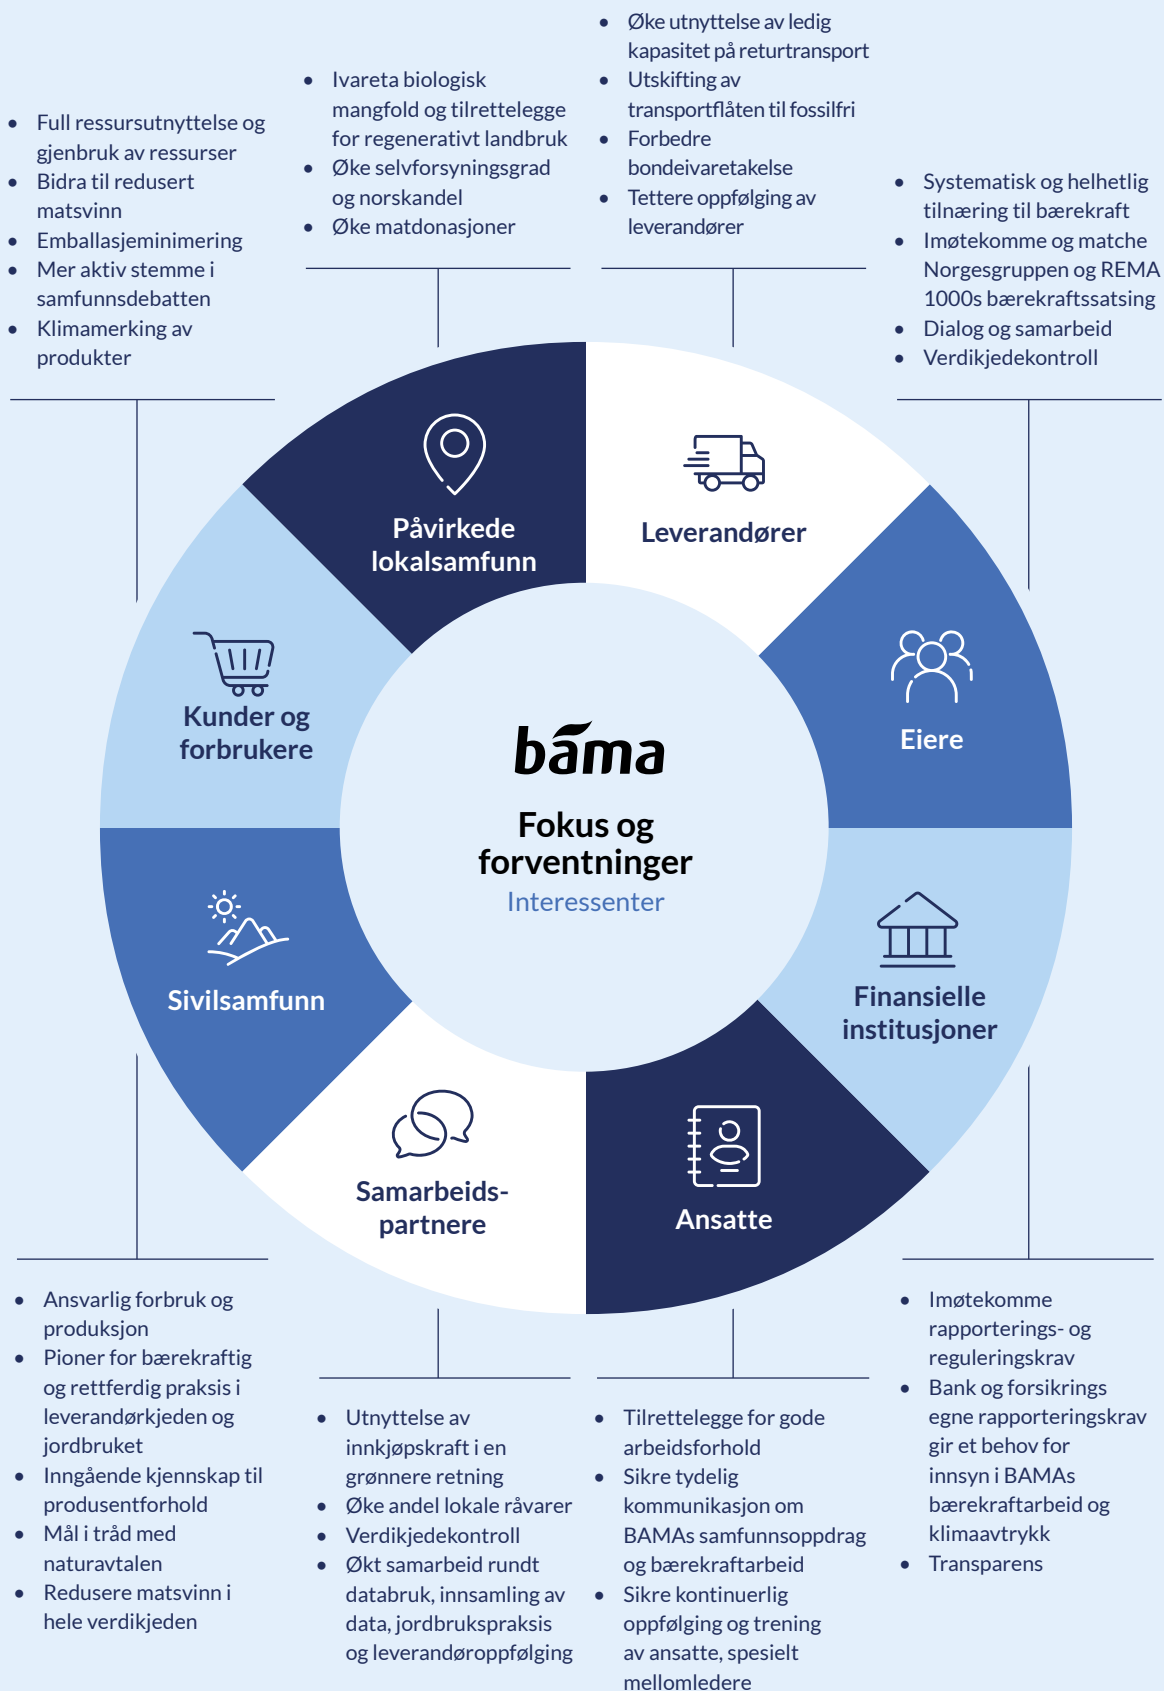 • Full ressursutnyttelse og
gjenbruk av ressurser
• Bidra til redusert
matsvinn
• Emballasjeminimering
• Mer aktiv stemme i
samfunnsdebatten
• Klimamerking av
produkter
• Ivareta biologisk
mangfold og tilrettelegge
for regenerativt landbruk
• Øke selvforsyningsgrad
og norskandel
• Øke matdonasjoner
• Øke utnyttelse av ledig
kapasitet på returtransport
• Utskifting av
transportflåten til fossilfri
• Forbedre
bondeivaretakelse
• Tettere oppfølging av
leverandører
• Systematisk og helhetlig
tilnæring til bærekraft
• Imøtekomme og matche
Norgesgruppen og REMA
1000s bærekraftssatsing
• Dialog og samarbeid
• Verdikjedekontroll
Påvirkede
lokalsamfunn
Leverandører
Kunder og
forbrukere
Eiere
bama
Fokus og
forventninger
Interessenter
Sivilsamfunn
Finansielle
institusjoner
Samarbeids-
partnere
Ansatte
• Ansvarlig forbruk og
produksjon
• Pioner for bærekraftig
og rettferdig praksis i
leverandørkjeden og
jordbruket
• Inngående kjennskap til
produsentforhold
• Mål i tråd med
naturavtalen
• Redusere matsvinn i
hele verdikjeden
• Utnyttelse av
innkjøpskraft i en
grønnere retning
• Øke andel lokale råvarer
• Verdikjedekontroll
• Økt samarbeid rundt
databruk, innsamling av
data, jordbrukspraksis
og leverandøroppfølging
• Tilrettelegge for gode
arbeidsforhold
• Sikre tydelig
kommunikasjon om
BAMAs samfunnsoppdrag
og bærekraftarbeid
• Sikre kontinuerlig
oppfølging og trening
av ansatte, spesielt
mellomledere
• Imøtekomme
rapporterings- og
reguleringskrav
• Bank og forsikrings
egne rapporteringskrav
gir et behov for
innsyn i BAMAs
bærekraftarbeid og
klimaavtrykk
• Transparens